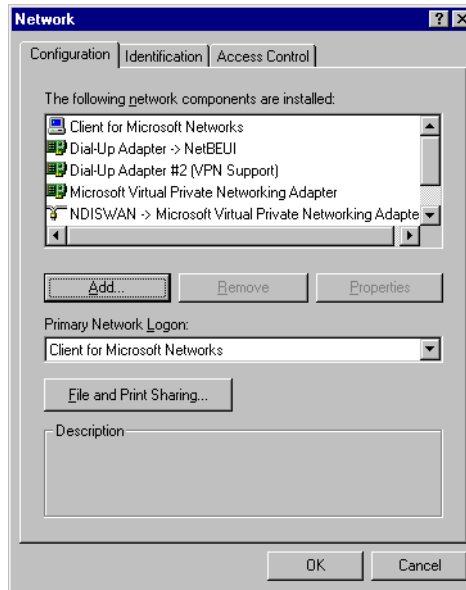 Network
Configuration Identification Access Control
The following network components are installed:
Client for Microsoft Networks
Dial-Up Adapter -> NetBEUI
Dial-Up Adapter #2 (VPN Support)
Microsoft Virtual Private Networking Adapter
NDISWAN -> Microsoft Virtual Private Networking Adapte
Add... Remove Properties
Primary Network Logon:
Client for Microsoft Networks
File and Print Sharing...
Description
OK Cancel